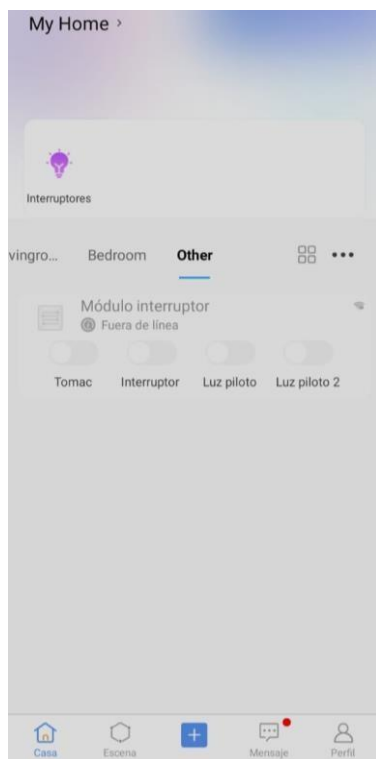 My Home
Interruptores
vingro... Bedroom Other
Módulo interruptor
Fuera de línea
Tomac Interruptor Luz piloto Luz piloto 2
Casa Escena Mensaje Perfil